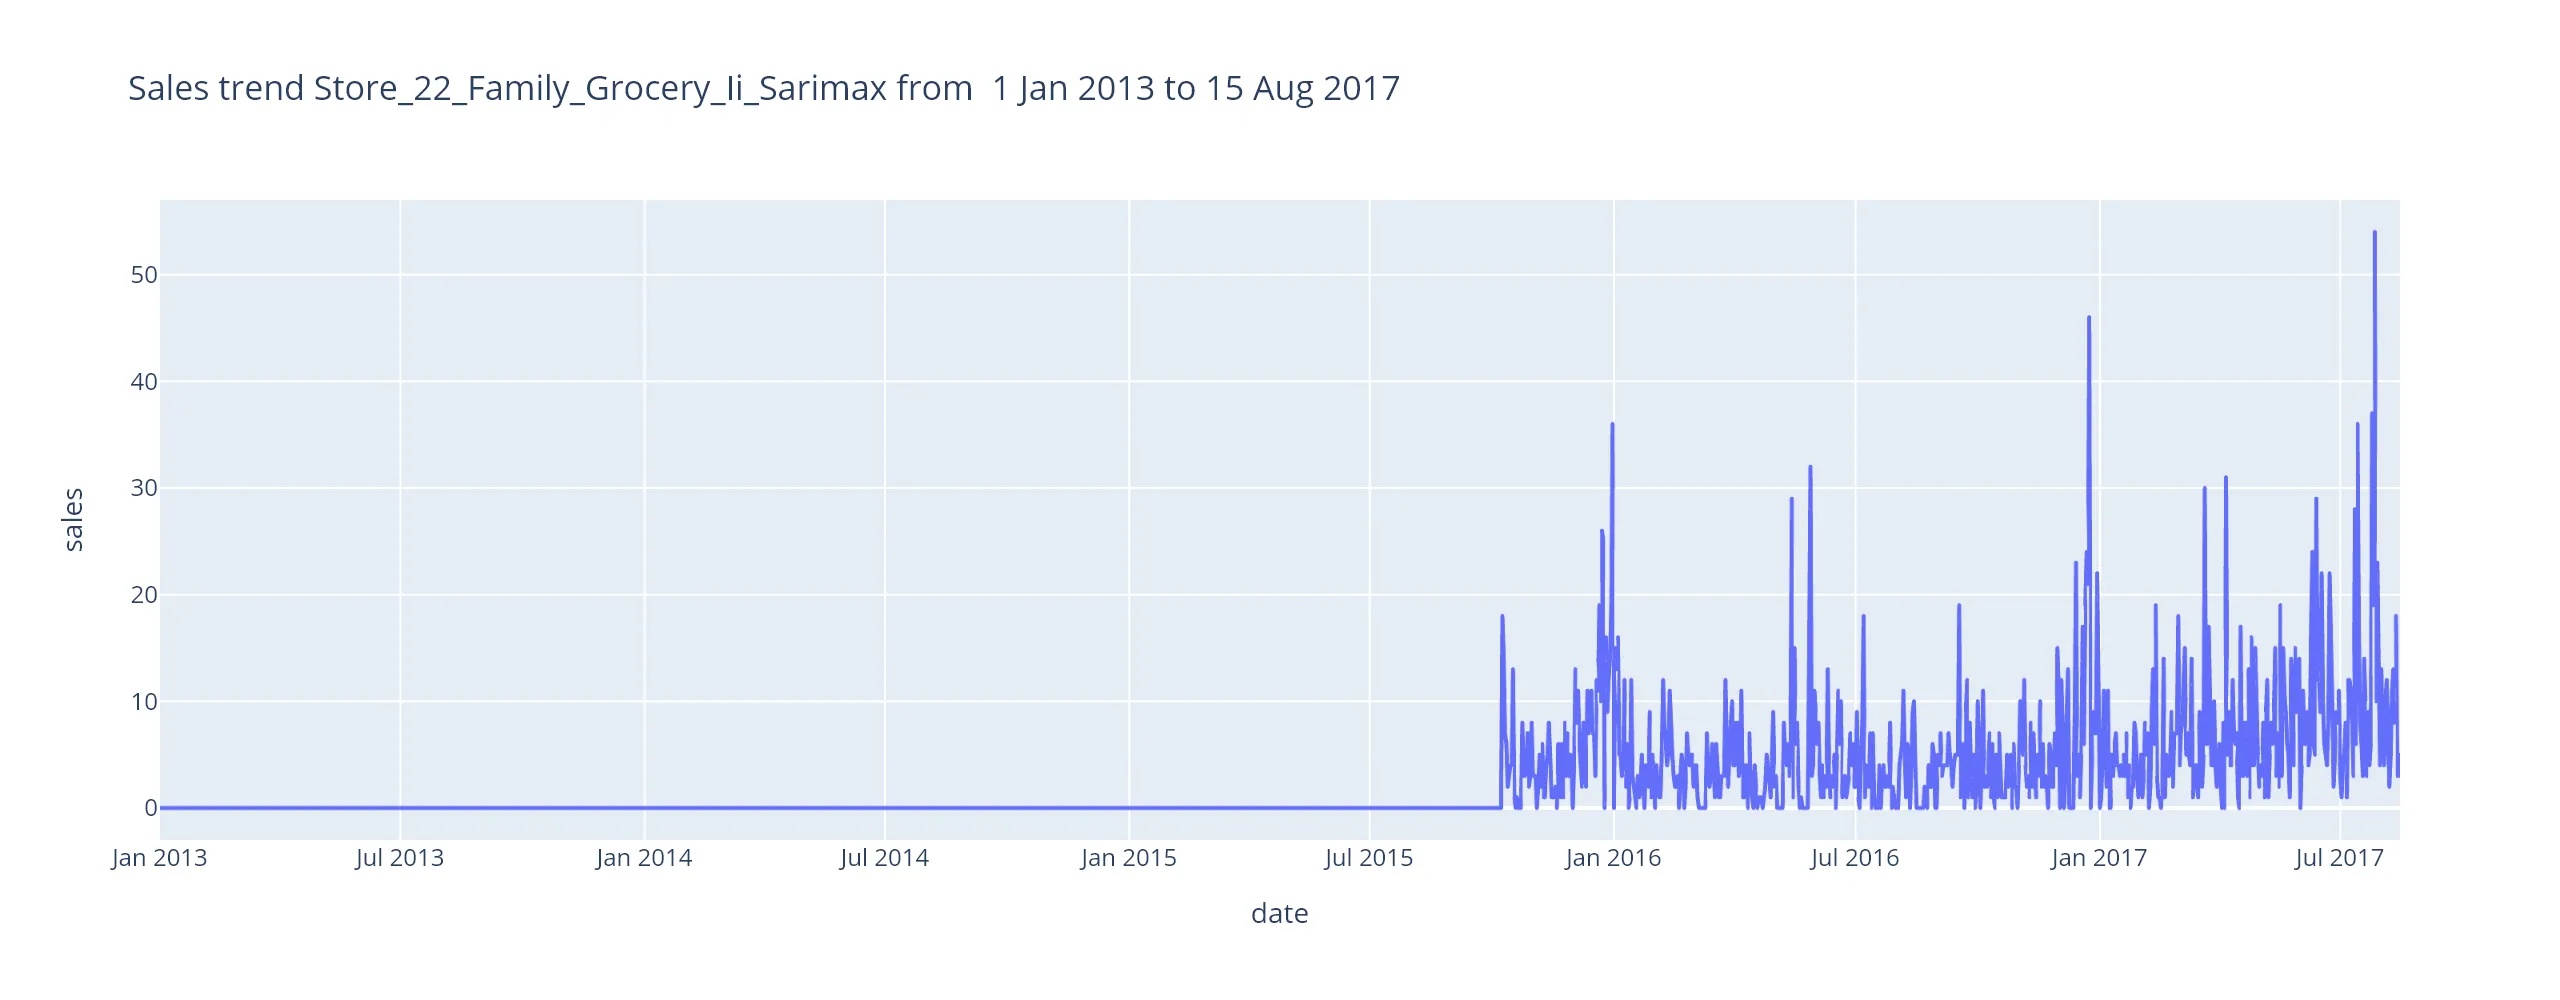 Sales trend Store_22_Family_Grocery_Ii_Sarimax from  1 Jan 2013 to 15 Aug 2017
50
40
30
20
10
0
sales
Jan 2013 Jul 2013 Jan 2014 Jul 2014 Jan 2015 Jul 2015 Jan 2016 Jul 2016 Jan 2017 Jul 2017
date